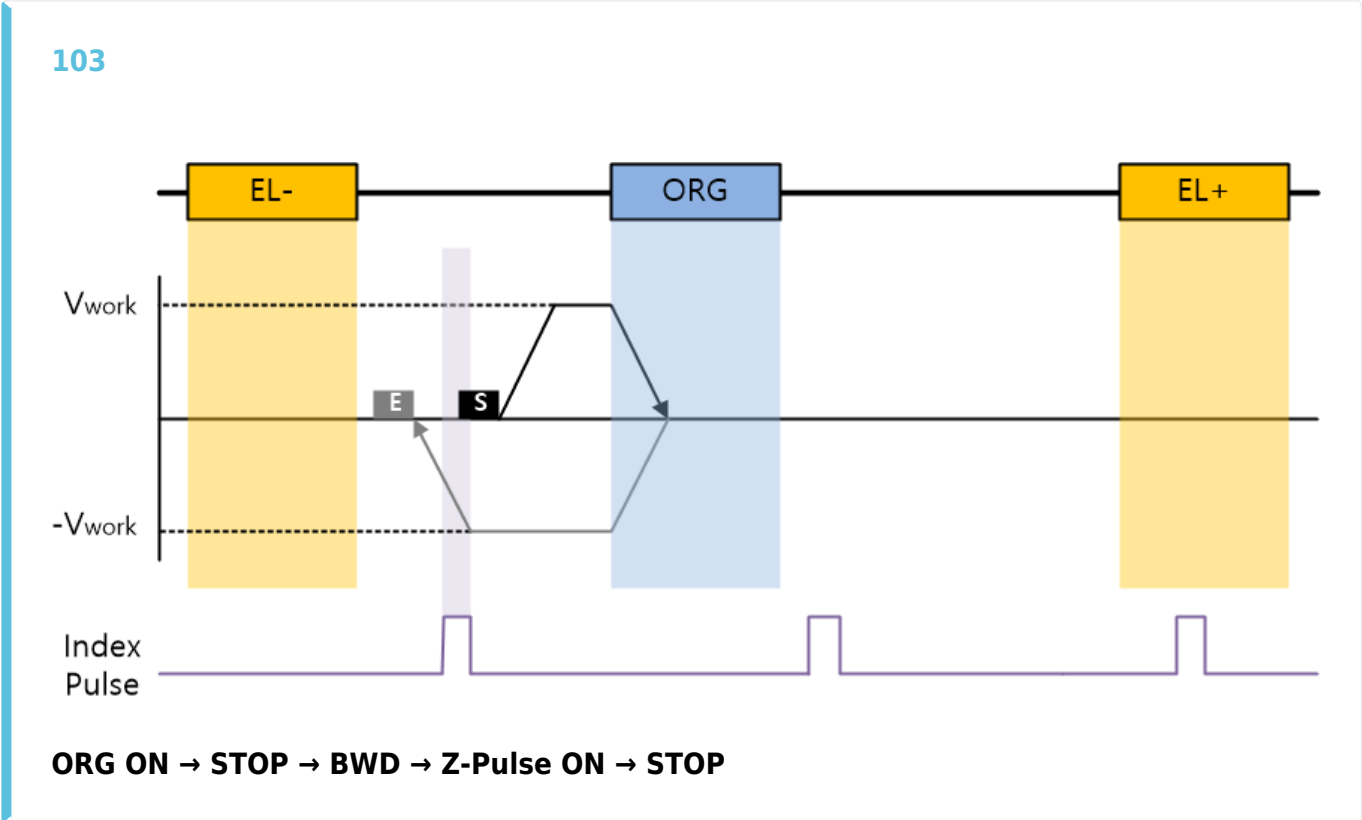 103
EL-
ORG
EL+
Vwork
E
S
-Vwork
Index
Pulse
ORG ON → STOP → BWD → Z-Pulse ON → STOP